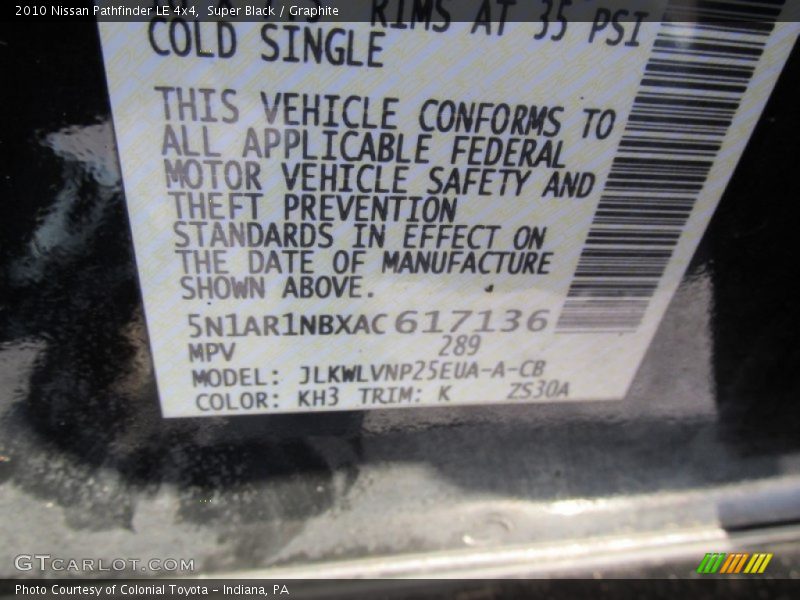 2010 Nissan Pathfinder LE 4x4, Super Black / Graphite
RIMS AT 35 PSI
COLD SINGLE
THIS VEHICLE CONFORMS TO
ALL APPLICABLE FEDERAL
MOTOR VEHICLE SAFETY AND
THEFT PREVENTION
STANDARDS IN EFFECT ON
THE DATE OF MANUFACTURE
SHOWN ABOVE.
5N1AR1NBXAC617136
MPV 289
MODEL: JLKWLVNP25EUA-A-CB
COLOR: KH3 TRIM: K ZS30A
GTCARLOT.COM
Photo Courtesy of Colonial Toyota - Indiana, PA